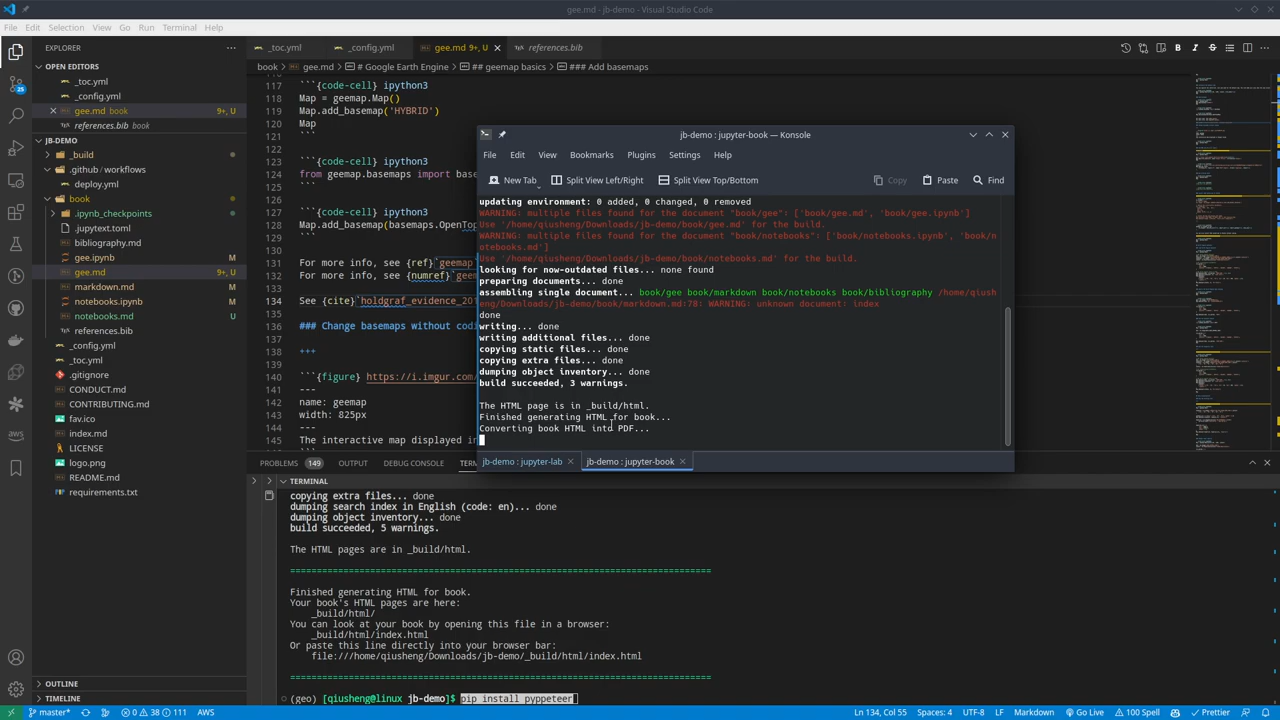 gee.md - jb-demo - Visual Studio Code
File Edit Selection View Go Run Terminal Help
EXPLORER
_toc.yml
_config.yml
gee.md 9+, U
references.bib
OPEN EDITORS
_toc.yml
_config.yml
gee.md book 9+, U
references.bib book
JB-DEMO
_build
.github / workflows
deploy.yml
book
.ipynb_checkpoints
.jupytext.yml
bibliography.md
gee.ipynb M
gee.md 9+, U
markdown.md M
notebooks.ipynb M
notebooks.md U
references.bib
_config.yml
_toc.yml
.gitignore
CONDUCT.md
CONTRIBUTING.md
fav.ico
index.md
LICENSE
logo.png
README.md
requirements.txt
OUTLINE
TIMELINE
25
book > gee.md > # Google Earth Engine > ## geemap basics > ### Add basemaps
117 ```{code-cell} ipython3
118 Map = geemap.Map()
119 Map.add_basemap('HYBRID')
120 Map
121 ```
122
123 ```{code-cell} ipython3
124 from geemap.basemaps import base
125 ```
126
127 ```{code-cell} ipython3
128 Map.add_basemap(basemaps.OpenTo
129 ```
130
131 For more info, see {ref}`geemap
132 For more info, see {numref}`geem
133
134 See {cite}`holdgraf_evidence_201
135
136 ### Change basemaps without codi
137
138 +++
139
140 ```{figure} https://i.imgur.com/
141 ---
142 name: geemap
143 width: 825px
144 ---
145 The interactive map displayed in
jb-demo : jupyter-book — Konsole
File Edit View Bookmarks Plugins Settings Help
New Tab Split View Left/Right Split View Top/Bottom Copy Paste Find
updating environment: 0 added, 0 changed, 0 removed
WARNING: multiple files found for the document "book/gee": ['book/gee.md', 'book/gee.ipynb']
Use '/home/qiusheng/Downloads/jb-demo/book/gee.md' for the build.
WARNING: multiple files found for the document "book/notebooks": ['book/notebooks.ipynb', 'book/n
otebooks.md']
Use '/home/qiusheng/Downloads/jb-demo/book/notebooks.md' for the build.
looking for now-outdated files... none found
preparing documents... done
assembling single document... book/gee book/markdown book/notebooks book/bibliography /home/qiush
eng/Downloads/jb-demo/book/markdown.md:78: WARNING: unknown document: index
done
writing... done
writing additional files... done
copying static files... done
copying extra files... done
dumping object inventory... done
build succeeded, 3 warnings.
The HTML page is in _build/html.
Finished generating HTML for book...
Converting book HTML into PDF...
jb-demo : jupyter-lab
jb-demo : jupyter-book
PROBLEMS 149 OUTPUT DEBUG CONSOLE
TERMINAL
copying extra files... done
dumping search index in English (code: en)... done
dumping object inventory... done
build succeeded, 5 warnings.
The HTML pages are in _build/html.
===============================================================================
Finished generating HTML for book.
Your book's HTML pages are here:
_build/html/
You can look at your book by opening this file in a browser:
_build/html/index.html
Or paste this line directly into your browser bar:
file:///home/qiusheng/Downloads/jb-demo/_build/html/index.html
===============================================================================
(geo) [qiusheng@linux jb-demo]$ pip install pyppeteer
master* 0 38 111 AWS
Ln 134, Col 55 Spaces: 4 UTF-8 LF Markdown Go Live 100 Spell Prettier